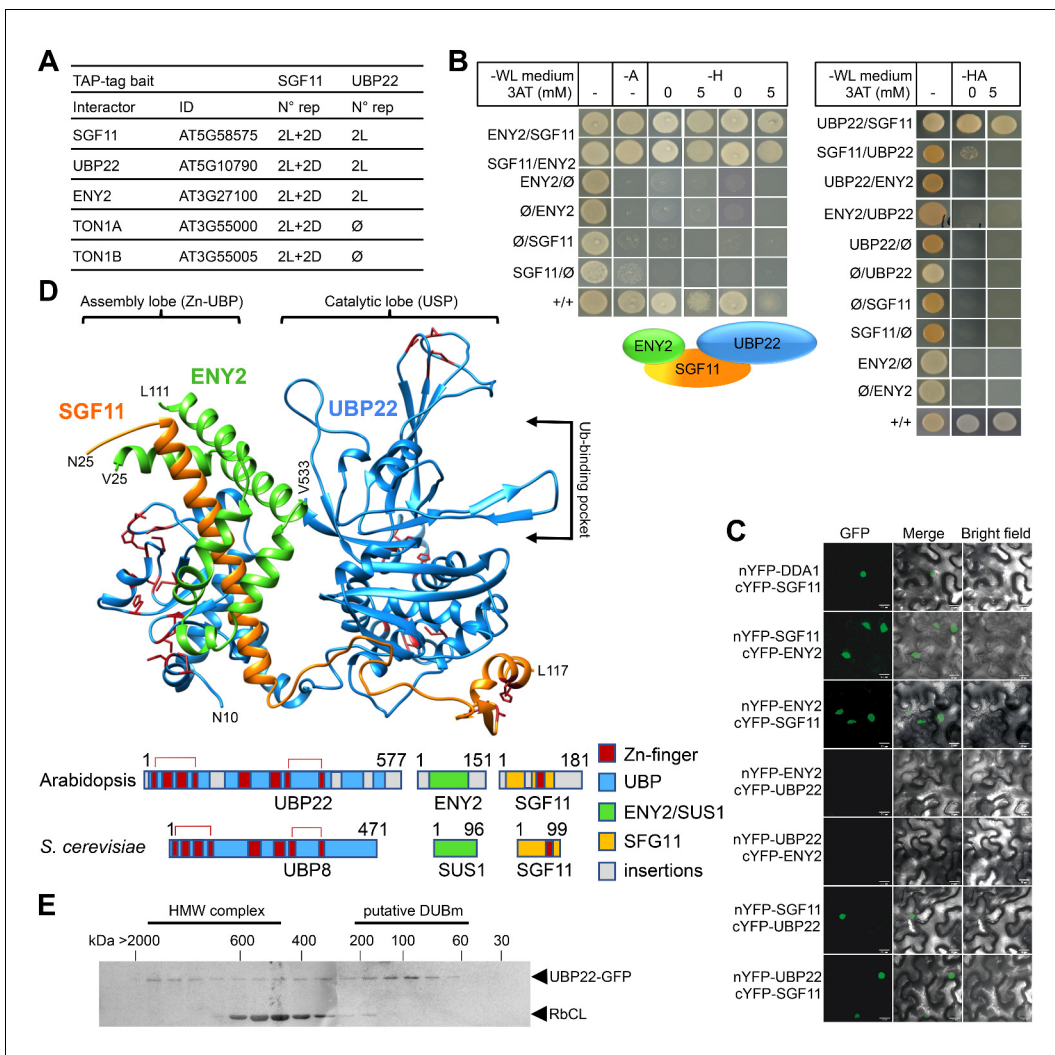 A
TAP-tag bait SGF11 UBP22
Interactor ID N° rep N° rep
SGF11 AT5G58575 2L+2D 2L
UBP22 AT5G10790 2L+2D 2L
ENY2 AT3G27100 2L+2D 2L
TON1A AT3G55000 2L+2D Ø
TON1B AT3G55005 2L+2D Ø
B
-WL medium -A -H
3AT (mM) - - 0 5 0 5
ENY2/SGF11
SGF11/ENY2
ENY2/Ø
Ø/ENY2
Ø/SGF11
SGF11/Ø
+/+
ENY2
UBP22
SGF11
-WL medium -HA
3AT (mM) - 0 5
UBP22/SGF11
SGF11/UBP22
UBP22/ENY2
ENY2/UBP22
UBP22/Ø
Ø/UBP22
Ø/SGF11
SGF11/Ø
ENY2/Ø
Ø/ENY2
+/+
D
Assembly lobe (Zn-UBP) Catalytic lobe (USP)
L111
ENY2
SGF11
UBP22
N25
V25
V533
Ub-binding pocket
N10
L117
1 577 1 151 1 181
Arabidopsis
UBP22 ENY2 SGF11
1 471 1 96 1 99
S. cerevisiae
UBP8 SUS1 SGF11
Zn-finger
UBP
ENY2/SUS1
SFG11
insertions
C
GFP Merge Bright field
nYFP-DDA1
cYFP-SGF11
nYFP-SGF11
cYFP-ENY2
nYFP-ENY2
cYFP-SGF11
nYFP-ENY2
cYFP-UBP22
nYFP-UBP22
cYFP-ENY2
nYFP-SGF11
cYFP-UBP22
nYFP-UBP22
cYFP-SGF11
E
HMW complex putative DUBm
kDa >2000 600 400 200 100 60 30
UBP22-GFP
RbCL